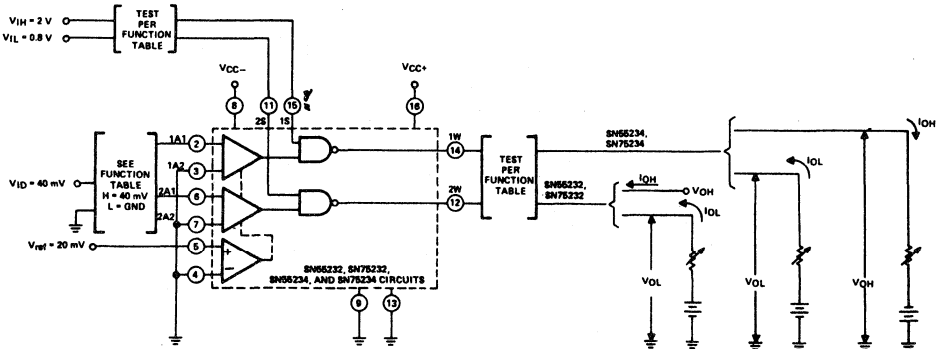 VIH = 2 V
VIL = 0.8 V
TEST
PER
FUNCTION
TABLE
VCC−
VCC+
8
11
15
16
2S
1S
VID = 40 mV
SEE
FUNCTION
TABLE
H = 40 mV
L = GND
1A1
2
1A2
3
2A1
6
2A2
7
Vref = 20 mV
5
+
4
−
SN55232, SN75232,
SN55234, AND SN75234 CIRCUITS
9
13
1W
14
2W
12
TEST
PER
FUNCTION
TABLE
SN55234,
SN75234
SN55232,
SN75232
IOH
VOH
IOL
VOL
IOL
VOL
IOH
VOH